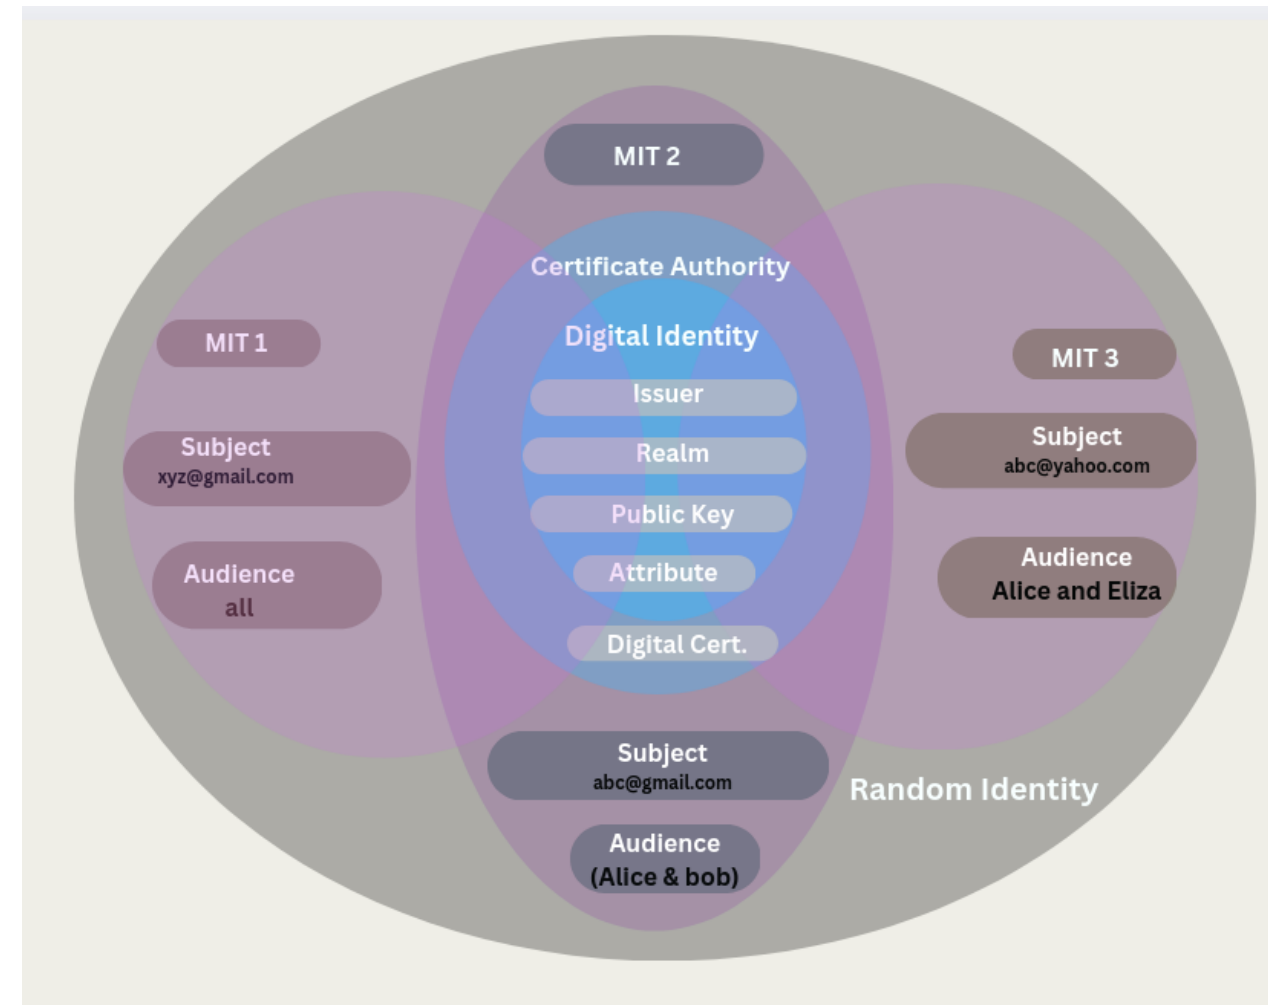 MIT 2
Certificate Authority
Digital Identity
Issuer
Realm
Public Key
Attribute
Digital Cert.
MIT 1
Subject
xyz@gmail.com
Audience
all
MIT 3
Subject
abc@yahoo.com
Audience
Alice and Eliza
Subject
abc@gmail.com
Audience
(Alice & bob)
Random Identity